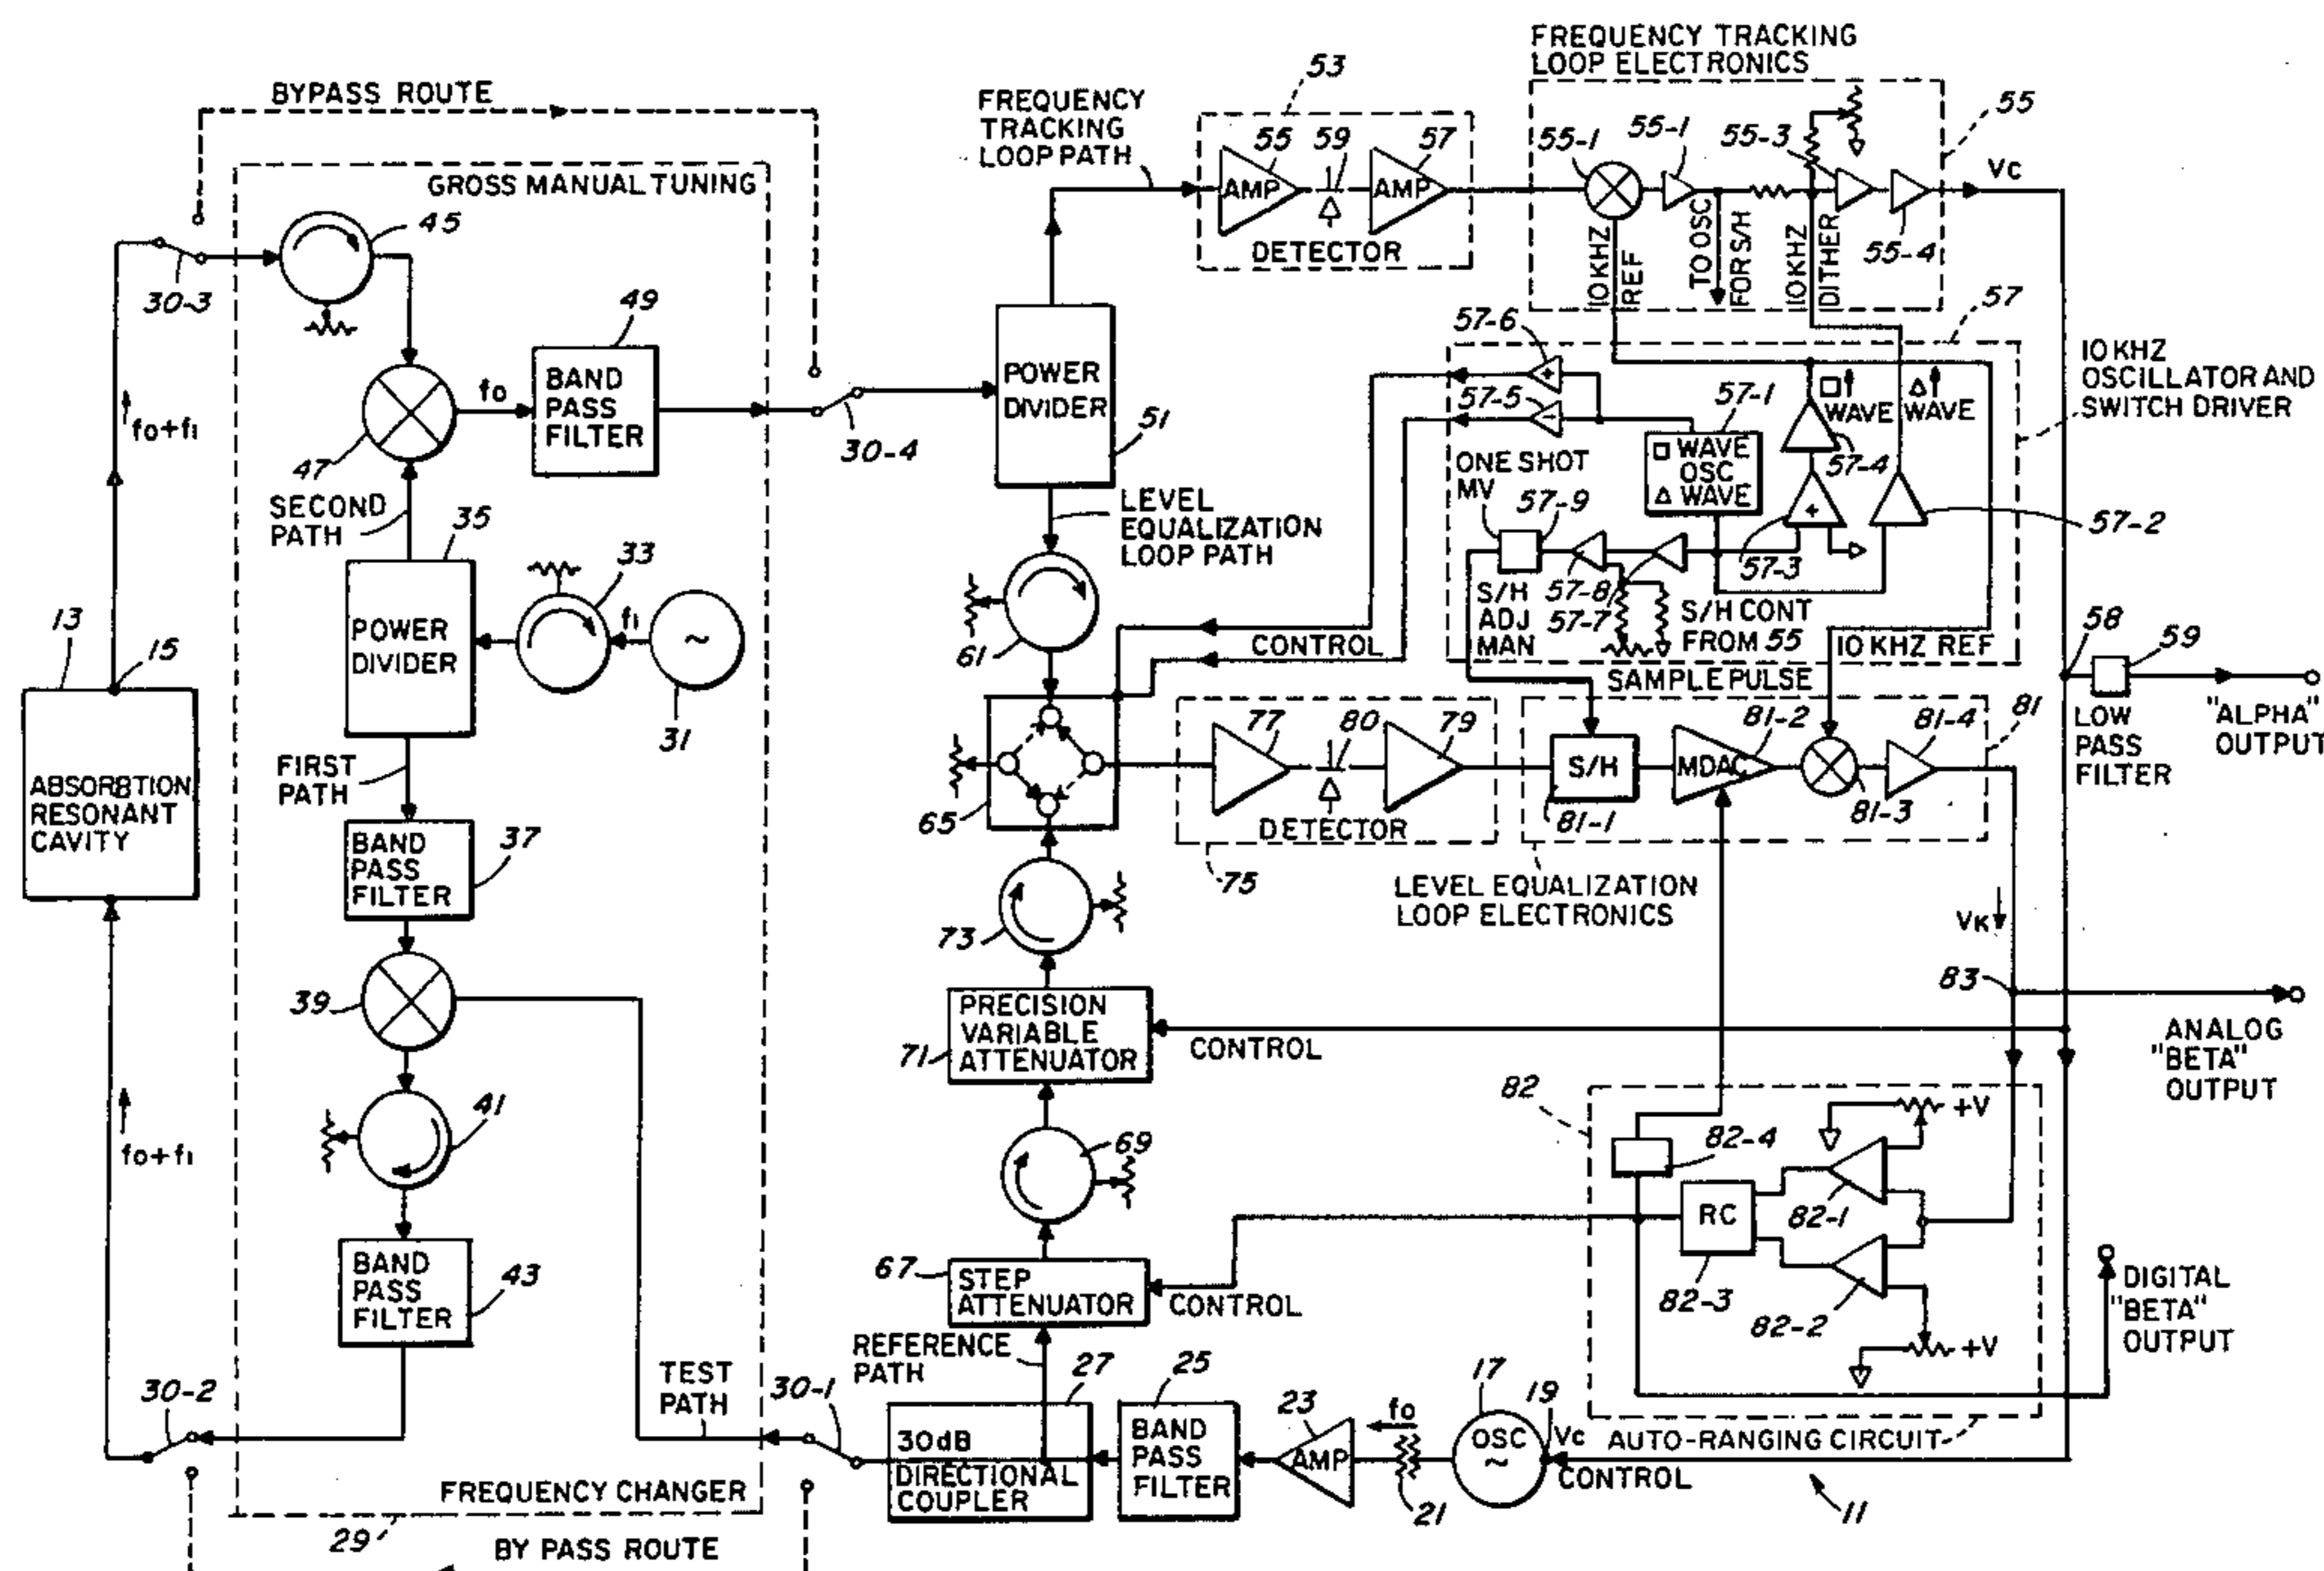 BYPASS ROUTE
GROSS MANUAL TUNING
45
30-3
49
BAND
PASS
FILTER
fo
47
30-4
fo+f1
SECOND
PATH
35
33
POWER
DIVIDER
f1
~
31
13
15
ABSORBTION
RESONANT
CAVITY
FIRST
PATH
BAND
PASS
FILTER
37
39
41
fo+f1
BAND
PASS
FILTER
43
30-2
TEST
PATH
30-1
FREQUENCY CHANGER
29
BY PASS ROUTE
FREQUENCY
TRACKING
LOOP PATH
53
55
59
57
AMP
AMP
DETECTOR
FREQUENCY TRACKING
LOOP ELECTRONICS
55-1
55-1
55-3
55
Vc
55-4
10KHZ
REF
TO OSC
FOR S/H
10KHZ
DITHER
POWER
DIVIDER
51
LEVEL
EQUALIZATION
LOOP PATH
57
57-6
57-5
57-1
□ WAVE
OSC
△ WAVE
□
WAVE
△
WAVE
10 KHZ
OSCILLATOR AND
SWITCH DRIVER
57-4
ONE SHOT
MV
57-9
57-2
57-3
S/H
ADJ
MAN
57-8
57-7
S/H CONT
FROM 55
10 KHZ REF
61
CONTROL
SAMPLE PULSE
58
59
LOW
PASS
FILTER
"ALPHA"
OUTPUT
65
77
80
79
DETECTOR
75
S/H
81-1
MDAC
81-2
81-3
81-4
81
LEVEL EQUALIZATION
LOOP ELECTRONICS
VK
83
ANALOG
"BETA"
OUTPUT
73
PRECISION
VARIABLE
ATTENUATOR
71
CONTROL
69
82
82-4
+V
82-1
RC
82-3
82-2
+V
67
STEP
ATTENUATOR
CONTROL
DIGITAL
"BETA"
OUTPUT
REFERENCE
PATH
27
30dB
DIRECTIONAL
COUPLER
25
BAND
PASS
FILTER
23
AMP
fo
21
17
OSC
~
19
Vc
CONTROL
AUTO-RANGING CIRCUIT
11